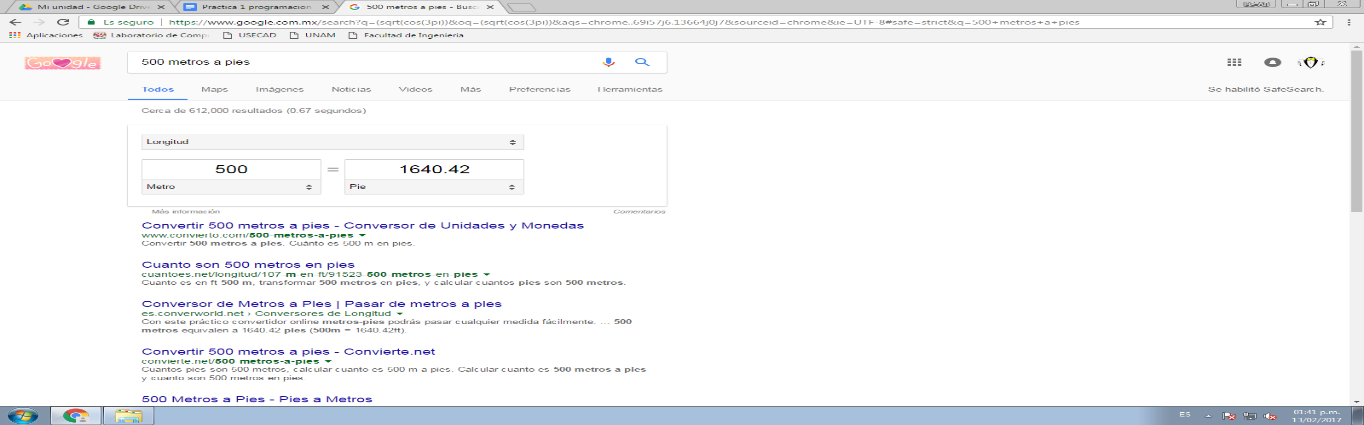 Mi unidad - Google Drive
Practica 1 programacion
500 metros a pies - Busc
Es seguro | https://www.google.com.mx/search?q=(sqrt(cos(3pi))&oq=(sqrt(cos(3pi))&aqs=chrome..69i57j6.13664j0j7&sourceid=chrome&ie=UTF-8#safe=strict&q=500+metros+a+pies
Aplicaciones Laboratorio de Comp. USECAD UNAM Facultad de Ingenieria
Google
500 metros a pies
Todos Maps Imágenes Noticias Videos Más Preferencias Herramientas
Se habilitó SafeSearch.
Cerca de 612,000 resultados (0.67 segundos)
Longitud
500 = 1640.42
Metro Pie
Más información Comentarios
Convertir 500 metros a pies - Conversor de Unidades y Monedas
www.convierto.com/500-metros-a-pies
Convertir 500 metros a pies. Cuánto es 500 m en pies.
Cuanto son 500 metros en pies
cuantoes.net/longitud/107 m en ft/91523 500 metros en pies
Cuanto es en ft 500 m, transformar 500 metros en pies, y calcular cuantos pies son 500 metros.
Conversor de Metros a Pies | Pasar de metros a pies
es.converworld.net › Conversores de Longitud
Con este práctico convertidor online metros-pies podrás pasar cualquier medida fácilmente. ... 500
metros equivalen a 1640.42 pies (500m = 1640.42ft).
Convertir 500 metros a pies - Convierte.net
convierte.net/500-metros-a-pies
Cuantos pies son 500 metros, calcular cuanto es 500 m a pies. Calcular cuanto es 500 metros a pies
y cuanto son 500 metros en pies.
500 Metros a Pies - Pies a Metros
ES
01:41 p.m.
13/02/2017